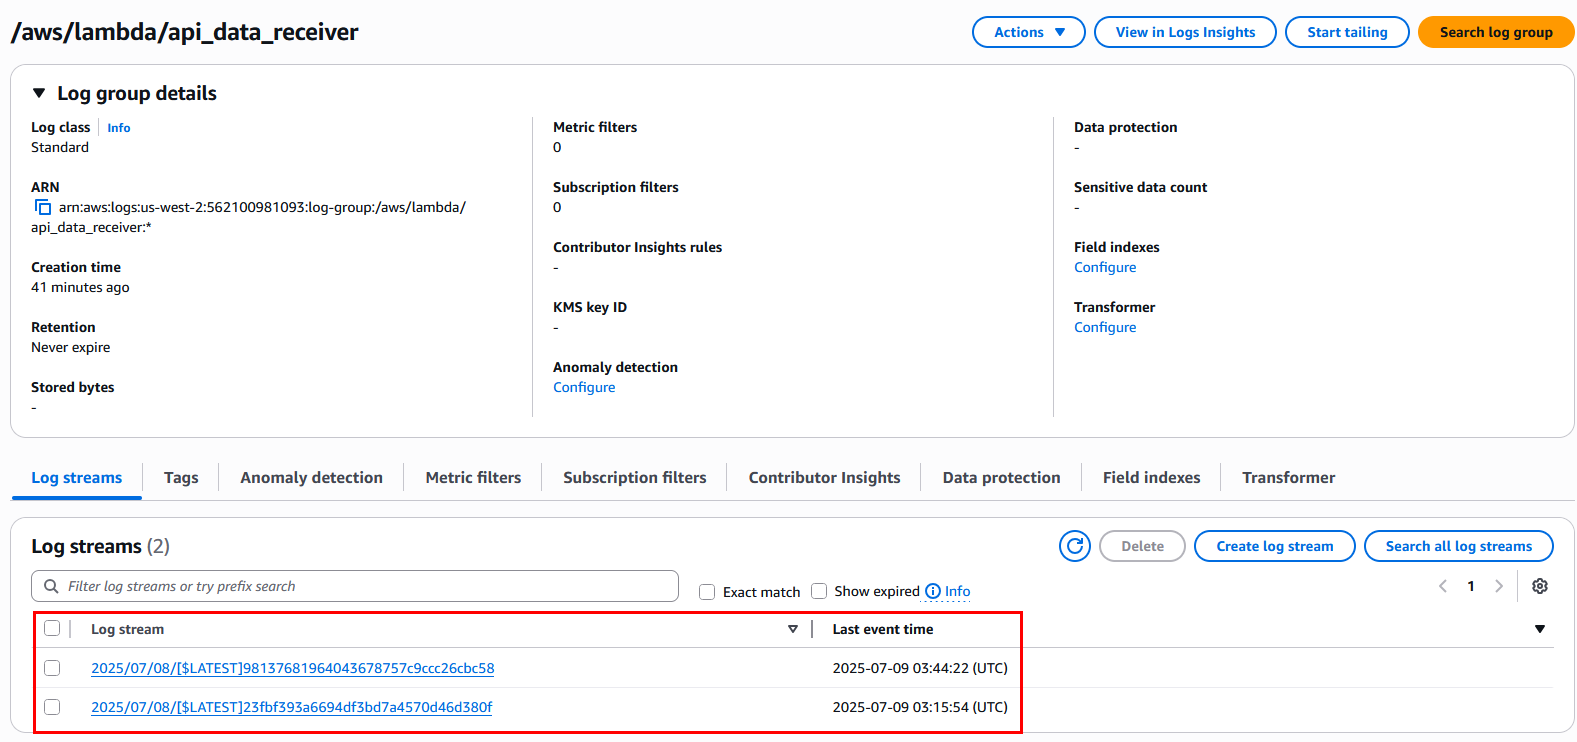 /aws/lambda/api_data_receiver
Actions
View in Logs Insights
Start tailing
Search log group
Log group details
Log class
Info
Standard
ARN
arn:aws:logs:us-west-2:562100981093:log-group:/aws/lambda/
api_data_receiver:*
Creation time
41 minutes ago
Retention
Never expire
Stored bytes
-
Metric filters
0
Subscription filters
0
Contributor Insights rules
-
KMS key ID
-
Anomaly detection
Configure
Data protection
-
Sensitive data count
-
Field indexes
Configure
Transformer
Configure
Log streams
Tags
Anomaly detection
Metric filters
Subscription filters
Contributor Insights
Data protection
Field indexes
Transformer
Log streams (2)
Delete
Create log stream
Search all log streams
Filter log streams or try prefix search
Exact match
Show expired
Info
1
Log stream
Last event time
2025/07/08/[$LATEST]98137681964043678757c9ccc26cbc58
2025-07-09 03:44:22 (UTC)
2025/07/08/[$LATEST]23fbf393a6694df3bd7a4570d46d380f
2025-07-09 03:15:54 (UTC)